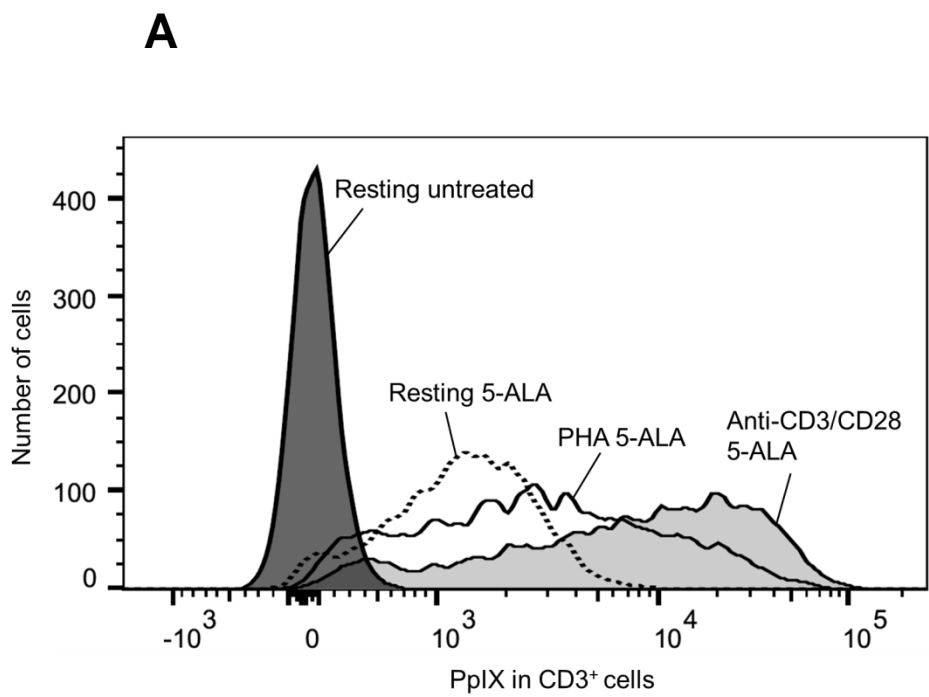 A
Resting untreated
Resting 5-ALA
PHA 5-ALA
Anti-CD3/CD28
5-ALA
Number of cells
400
300
200
100
0
-10³ 0 10³ 10⁴ 10⁵
PpIX in CD3⁺ cells